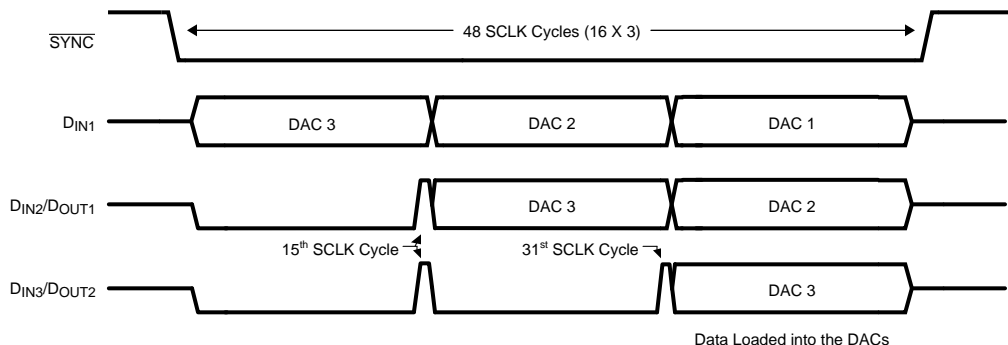 48 SCLK Cycles (16 X 3)
SYNC
DIN1
DAC 3
DAC 2
DAC 1
DIN2/DOUT1
DAC 3
DAC 2
15th SCLK Cycle
31st SCLK Cycle
DIN3/DOUT2
DAC 3
Data Loaded into the DACs